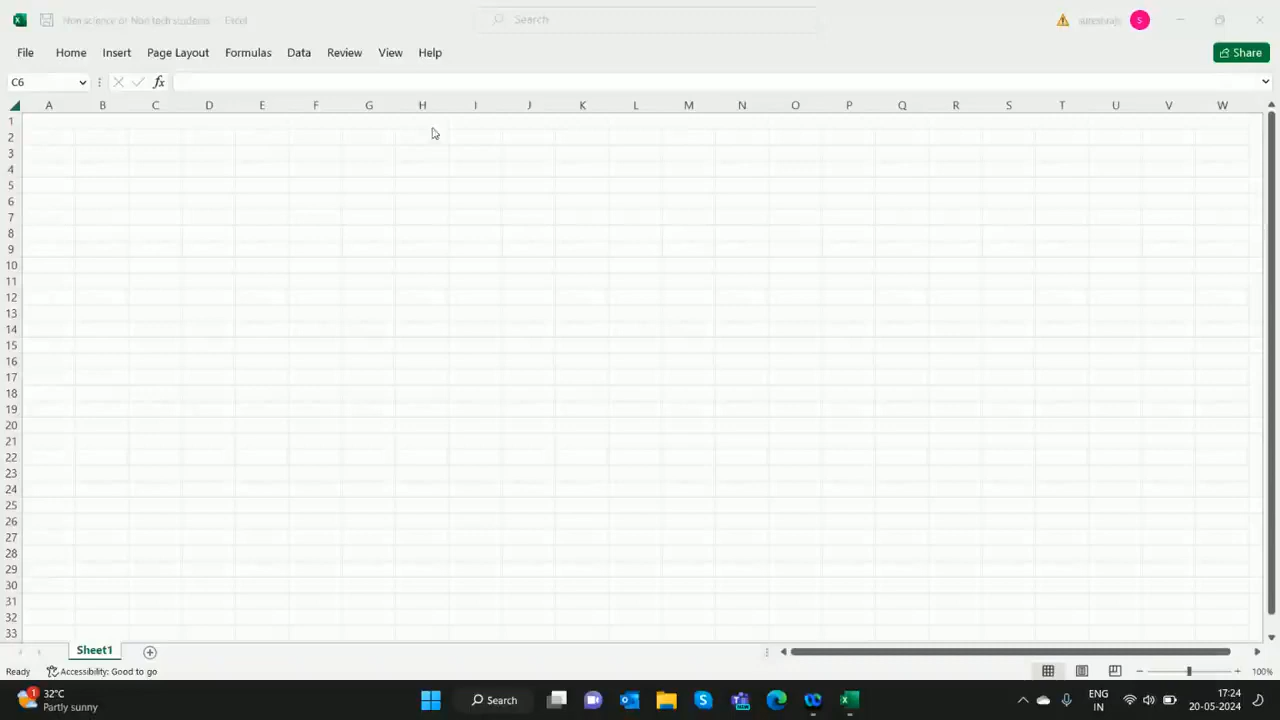 Non science or Non tech students - Excel
Search
S
File Home Insert Page Layout Formulas Data Review View Help
Share
C6
fx
A B C D E F G H I J K L M N O P Q R S T U V W
1
2
3
4
5
6
7
8
9
10
11
12
13
14
15
16
17
18
19
20
21
22
23
24
25
26
27
28
29
30
31
32
33
Sheet1
Ready Accessibility: Good to go 100%
1 32°C
Partly sunny
Search
ENG
IN
17:24
20-05-2024